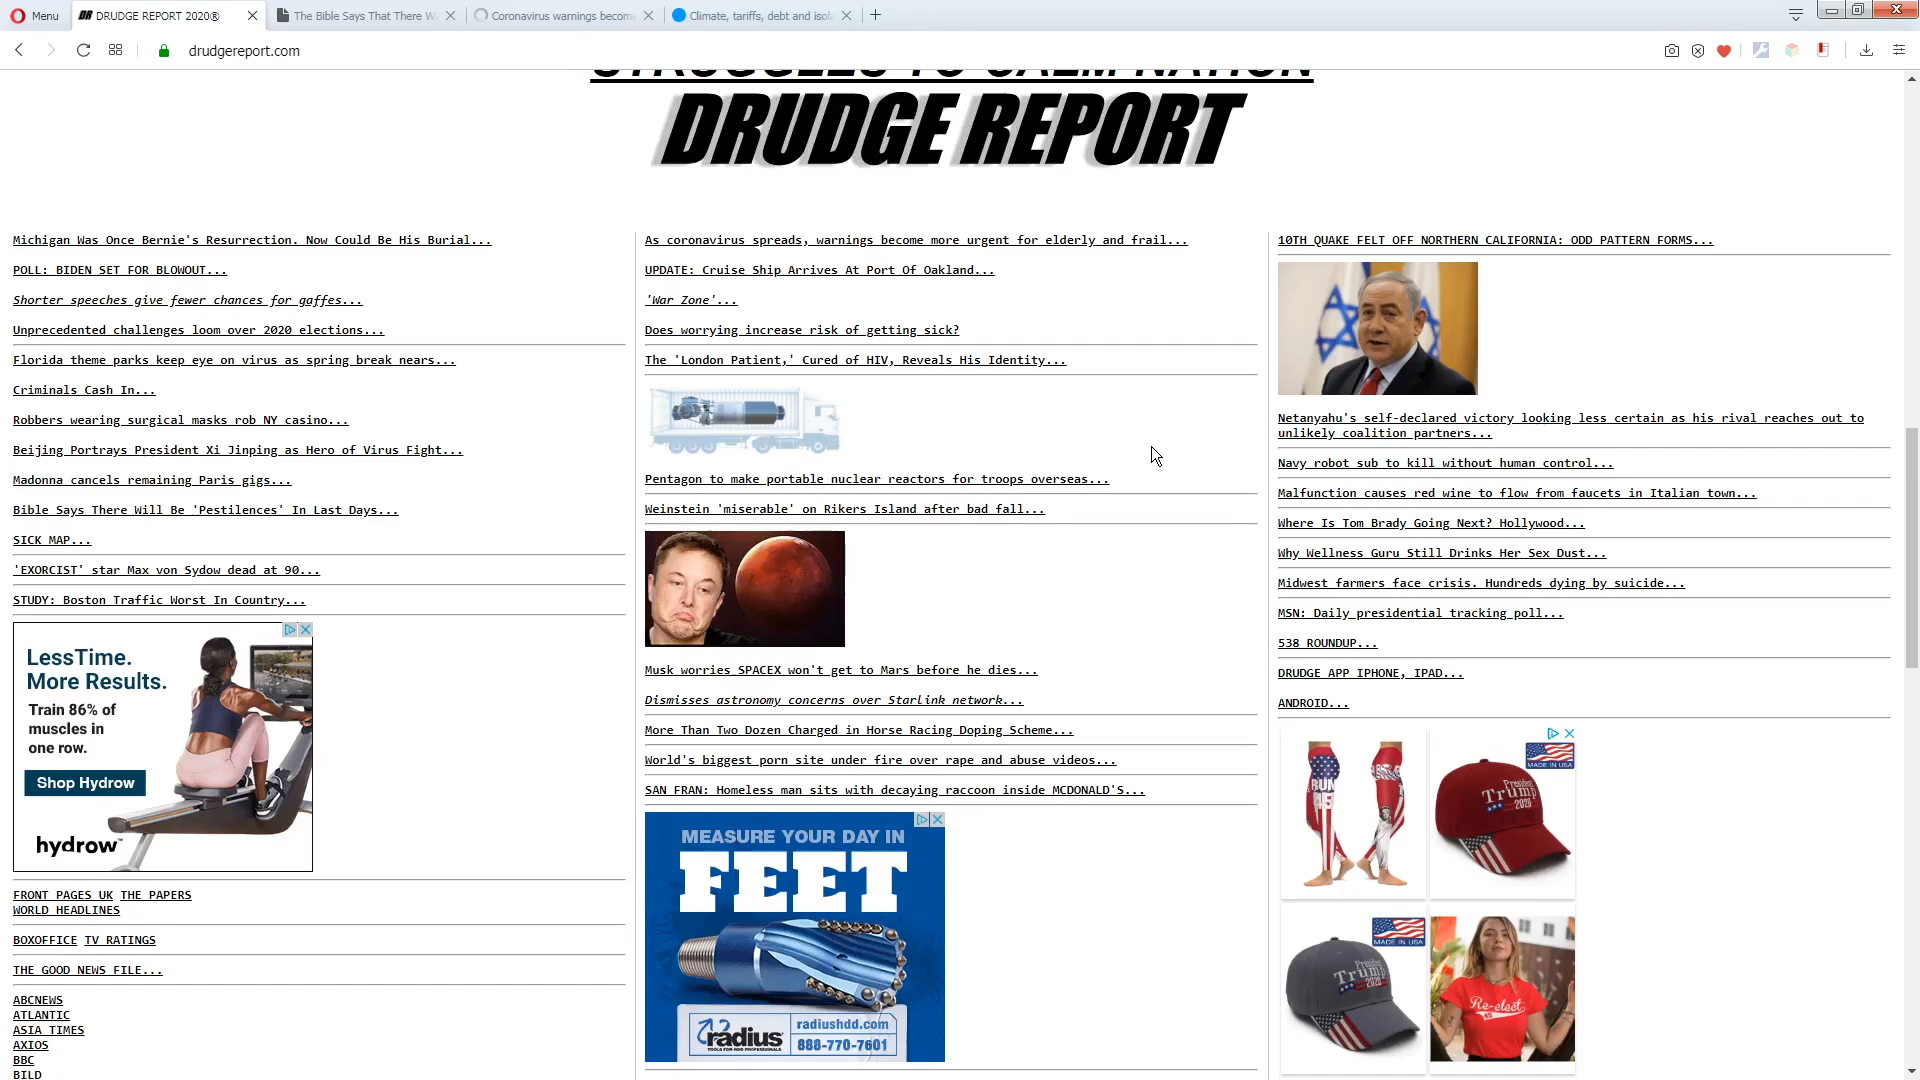 Menu
DRUDGE REPORT 2020®
The Bible Says That There W
Coronavirus warnings becom
Climate, tariffs, debt and isol
drudgereport.com
STRUGGLES TO CALM NATION
DRUDGE REPORT
Michigan Was Once Bernie's Resurrection. Now Could Be His Burial...
POLL: BIDEN SET FOR BLOWOUT...
Shorter speeches give fewer chances for gaffes...
Unprecedented challenges loom over 2020 elections...
Florida theme parks keep eye on virus as spring break nears...
Criminals Cash In...
Robbers wearing surgical masks rob NY casino...
Beijing Portrays President Xi Jinping as Hero of Virus Fight...
Madonna cancels remaining Paris gigs...
Bible Says There Will Be 'Pestilences' In Last Days...
SICK MAP...
'EXORCIST' star Max von Sydow dead at 90...
STUDY: Boston Traffic Worst In Country...
LessTime.
More Results.
Train 86% of
muscles in
one row.
Shop Hydrow
hydrow™
FRONT PAGES UK THE PAPERS
WORLD HEADLINES
BOXOFFICE TV RATINGS
THE GOOD NEWS FILE...
ABCNEWS
ATLANTIC
ASIA TIMES
AXIOS
BBC
BILD
As coronavirus spreads, warnings become more urgent for elderly and frail...
UPDATE: Cruise Ship Arrives At Port Of Oakland...
'War Zone'...
Does worrying increase risk of getting sick?
The 'London Patient,' Cured of HIV, Reveals His Identity...
Pentagon to make portable nuclear reactors for troops overseas...
Weinstein 'miserable' on Rikers Island after bad fall...
Musk worries SPACEX won't get to Mars before he dies...
Dismisses astronomy concerns over Starlink network...
More Than Two Dozen Charged in Horse Racing Doping Scheme...
World's biggest porn site under fire over rape and abuse videos...
SAN FRAN: Homeless man sits with decaying raccoon inside MCDONALD'S...
MEASURE YOUR DAY IN
FEET
radius
TOOLS FOR HDD PROFESSIONALS
radiushdd.com
888-770-7601
10TH QUAKE FELT OFF NORTHERN CALIFORNIA: ODD PATTERN FORMS...
Netanyahu's self-declared victory looking less certain as his rival reaches out to
unlikely coalition partners...
Navy robot sub to kill without human control...
Malfunction causes red wine to flow from faucets in Italian town...
Where Is Tom Brady Going Next? Hollywood...
Why Wellness Guru Still Drinks Her Sex Dust...
Midwest farmers face crisis. Hundreds dying by suicide...
MSN: Daily presidential tracking poll...
538 ROUNDUP...
DRUDGE APP IPHONE, IPAD...
ANDROID...
MADE IN USA
President
Trump
2020
MADE IN USA
President
Trump
2020
Re-elect